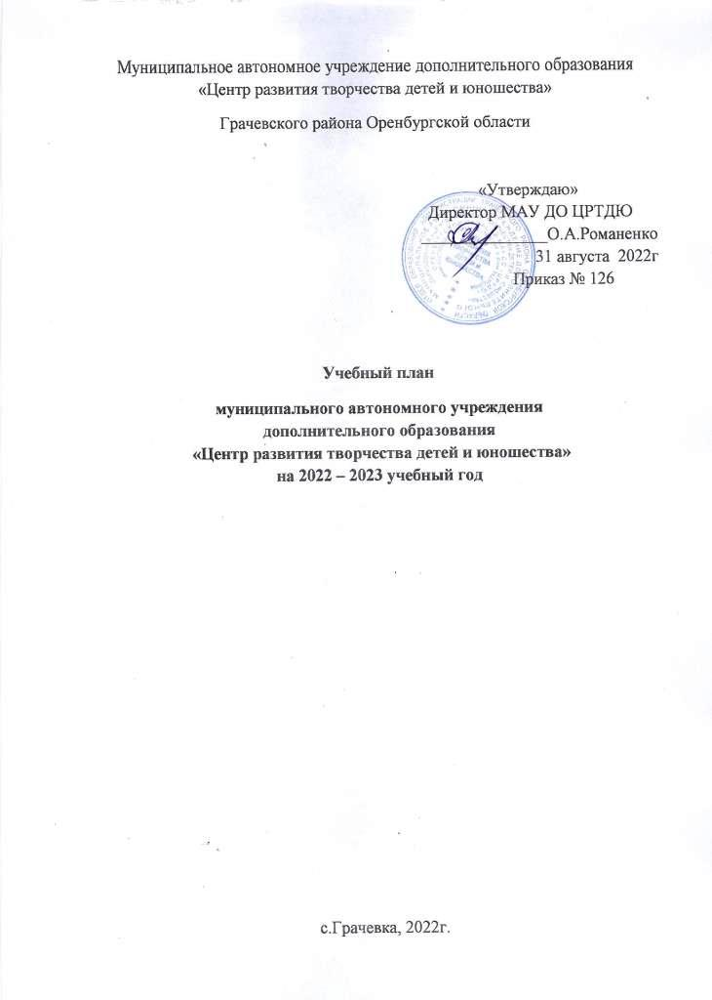 Муниципальное автономное учреждение дополнительного образования
«Центр развития творчества детей и юношества»
Грачевского района Оренбургской области
«Утверждаю»
Директор МАУ ДО ЦРТДЮ
______________О.А.Романенко
31 августа 2022г
Приказ № 126
Учебный план
муниципального автономного учреждения
дополнительного образования
«Центр развития творчества детей и юношества»
на 2022 – 2023 учебный год
с.Грачевка, 2022г.